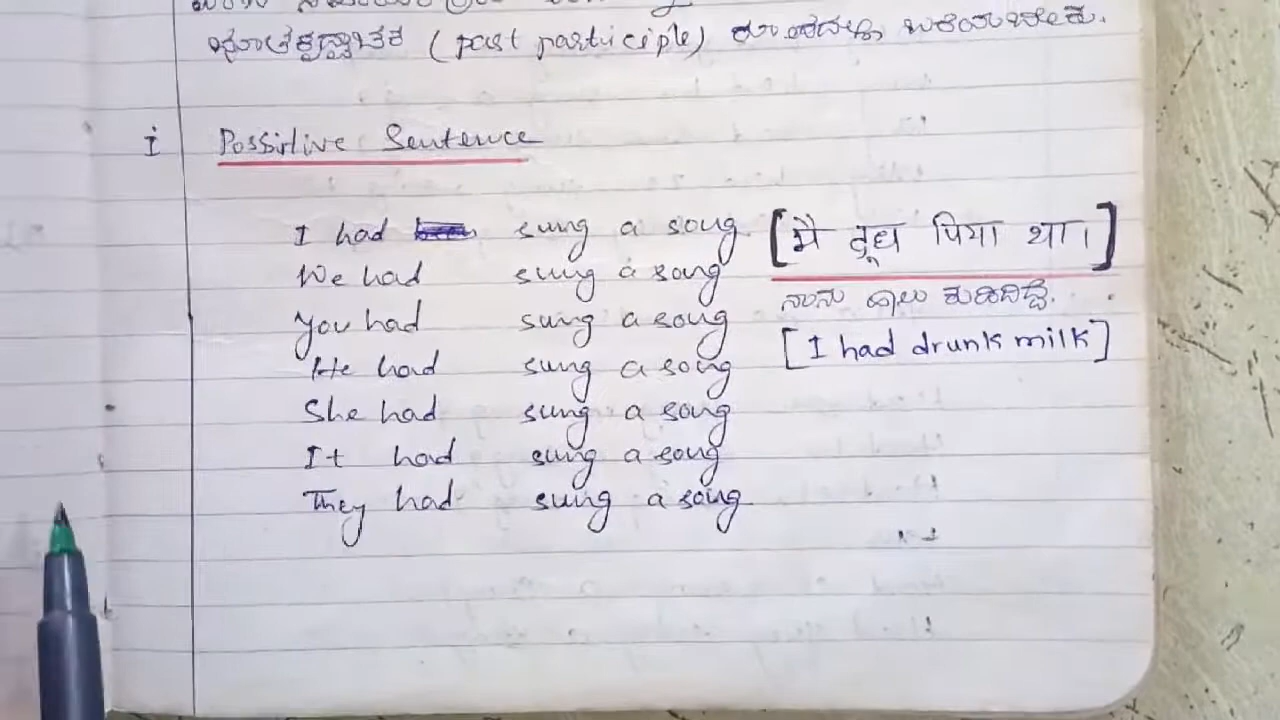 (past participle)
i Possirlive Sentence
I had sung a song. [मै दूध पिया था।]
We had sung a song
ನಾನು ಹಾಲು ಕುಡಿದಿದ್ದೆ.
You had sung a song
[I had drunk milk]
He had sung a song
She had sung a song
It had sung a song
They had sung a song